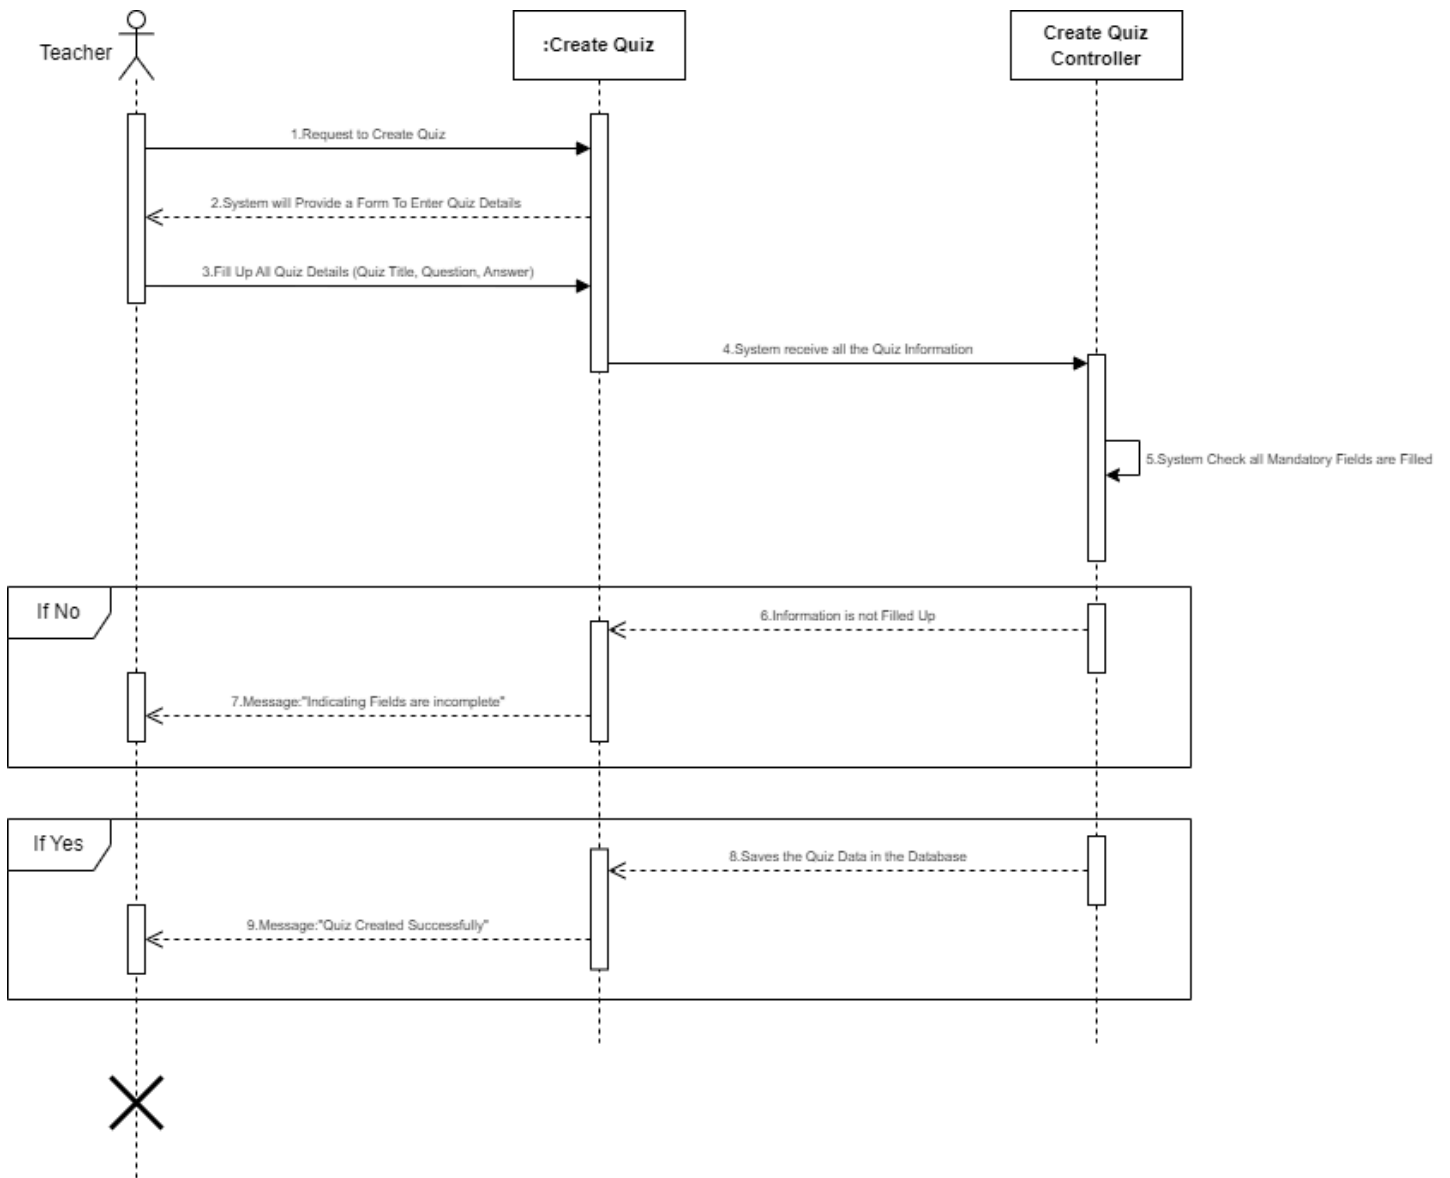 Teacher
:Create Quiz
Create Quiz
Controller
1.Request to Create Quiz
2.System will Provide a Form To Enter Quiz Details
3.Fill Up All Quiz Details (Quiz Title, Question, Answer)
4.System receive all the Quiz Information
5.System Check all Mandatory Fields are Filled
If No
6.Information is not Filled Up
7.Message:"Indicating Fields are incomplete"
If Yes
8.Saves the Quiz Data in the Database
9.Message:"Quiz Created Successfully"